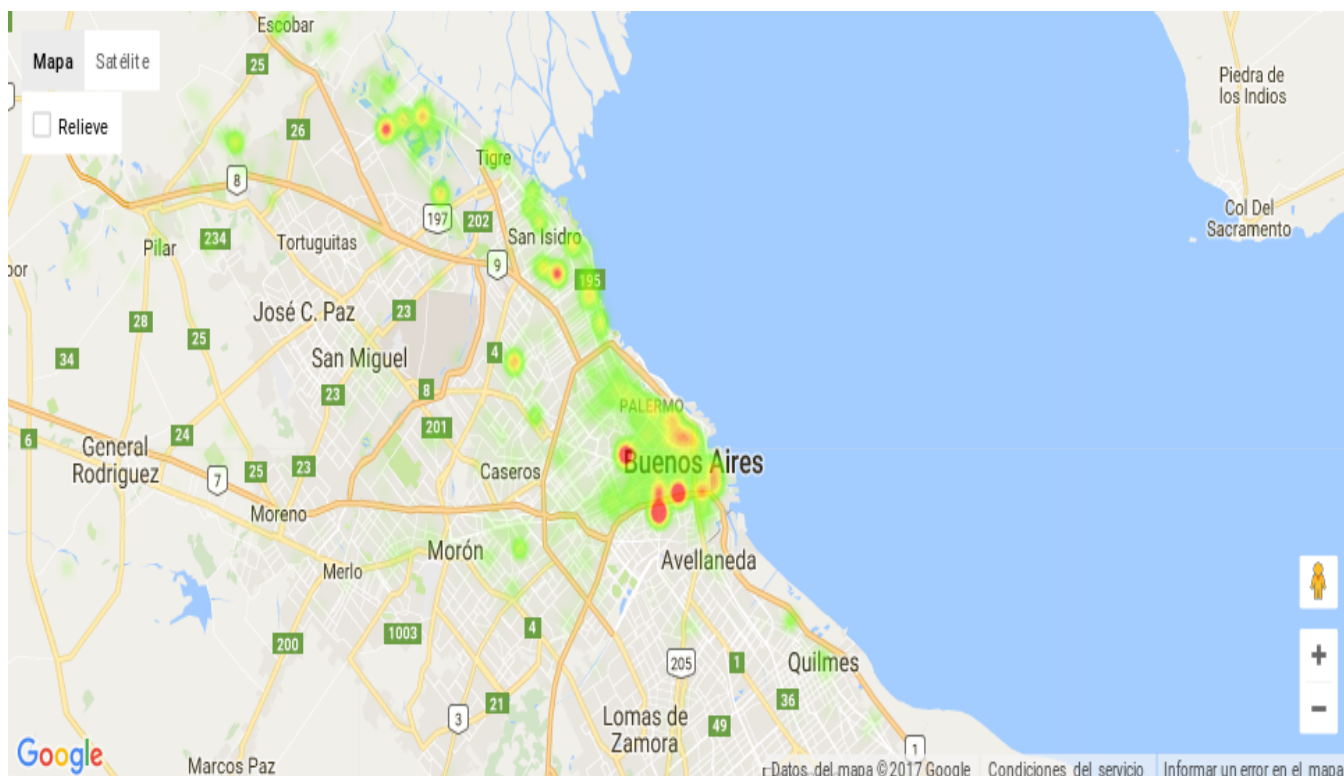 Escobar
Mapa
Satélite
25
Piedra de
los Indios
Relieve
26
Tigre
8
197
202
Col Del
Sacramento
Pilar
234
Tortuguitas
San Isidro
9
195
José C. Paz
23
28
25
34
San Miguel
4
23
8
PALERMO
201
6
24
General
Rodriguez
25
23
7
Caseros
Buenos Aires
Moreno
Morón
Avellaneda
Merlo
200
1003
4
205
1
Quilmes
21
36
3
Lomas de
Zamora
49
1
Google
Marcos Paz
Datos del mapa ©2017 Google
Condiciones del servicio
Informar un error en el mapa